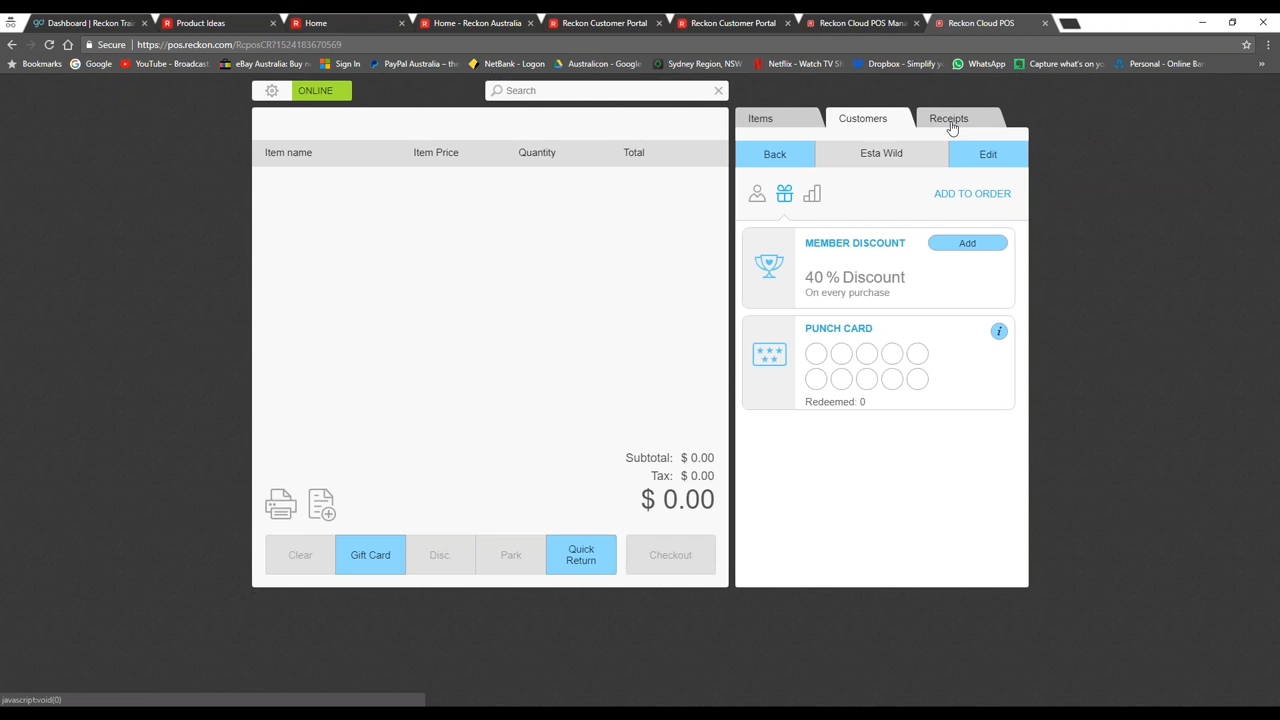 Dashboard | Reckon Trai
Product Ideas
Home
Home - Reckon Australia
Reckon Customer Portal
Reckon Customer Portal
Reckon Cloud POS Man
Reckon Cloud POS
Secure
https://pos.reckon.com/RcposCR?1524183670569
Bookmarks
Google
YouTube - Broadcast
eBay Australia: Buy n
Sign In
PayPal Australia – the
NetBank - Logon
Australicon - Google
Sydney Region, NSW
Netflix - Watch TV Sh
Dropbox - Simplify yo
WhatsApp
Capture what's on yo
Personal - Online Ban
»
ONLINE
Search
Items
Customers
Receipts
Item name
Item Price
Quantity
Total
Back
Esta Wild
Edit
ADD TO ORDER
MEMBER DISCOUNT
Add
40 % Discount
On every purchase
PUNCH CARD
i
Redeemed: 0
Subtotal: $ 0.00
Tax: $ 0.00
$ 0.00
Clear
Gift Card
Disc.
Park
Quick
Return
Checkout
javascript:void(0)